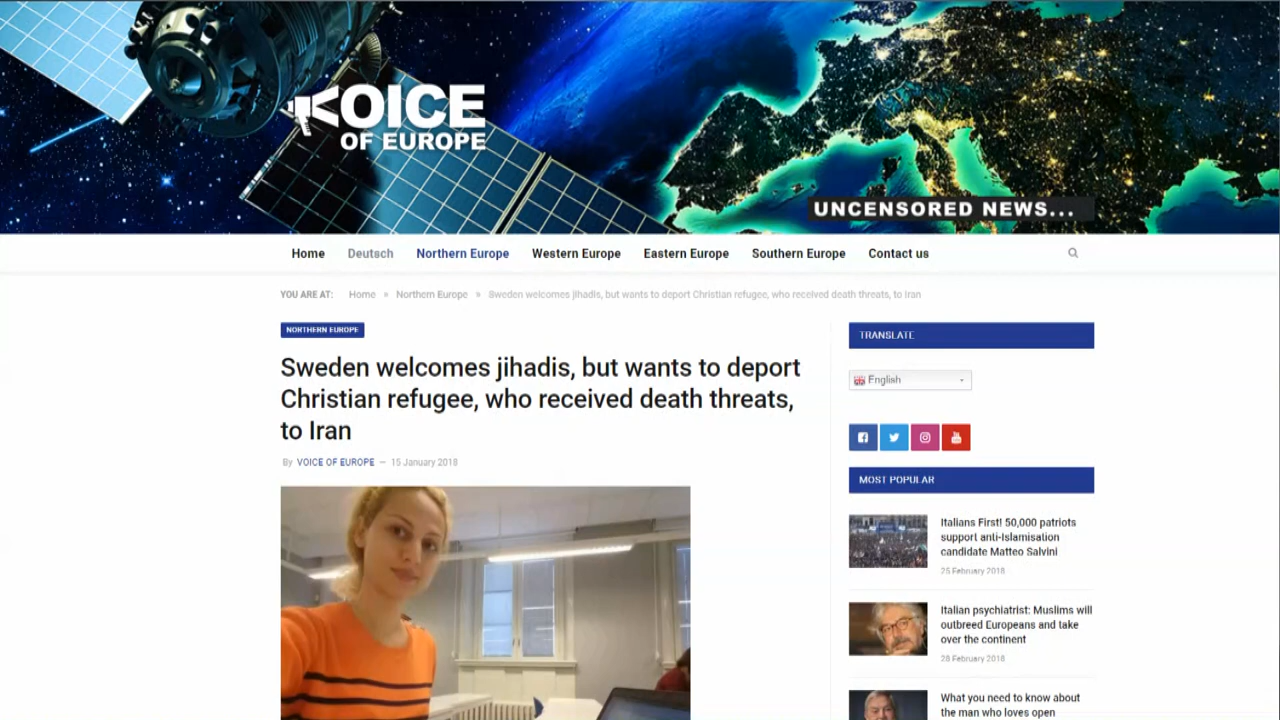 VOICE
OF EUROPE
UNCENSORED NEWS...
Home Deutsch Northern Europe Western Europe Eastern Europe Southern Europe Contact us
YOU ARE AT: Home » Northern Europe » Sweden welcomes jihadis, but wants to deport Christian refugee, who received death threats, to Iran
NORTHERN EUROPE
Sweden welcomes jihadis, but wants to deport
Christian refugee, who received death threats,
to Iran
By VOICE OF EUROPE — 15 January 2018
TRANSLATE
English
MOST POPULAR
Italians First! 50,000 patriots
support anti-Islamisation
candidate Matteo Salvini
25 February 2018
Italian psychiatrist: Muslims will
outbreed Europeans and take
over the continent
28 February 2018
What you need to know about
the man who loves open